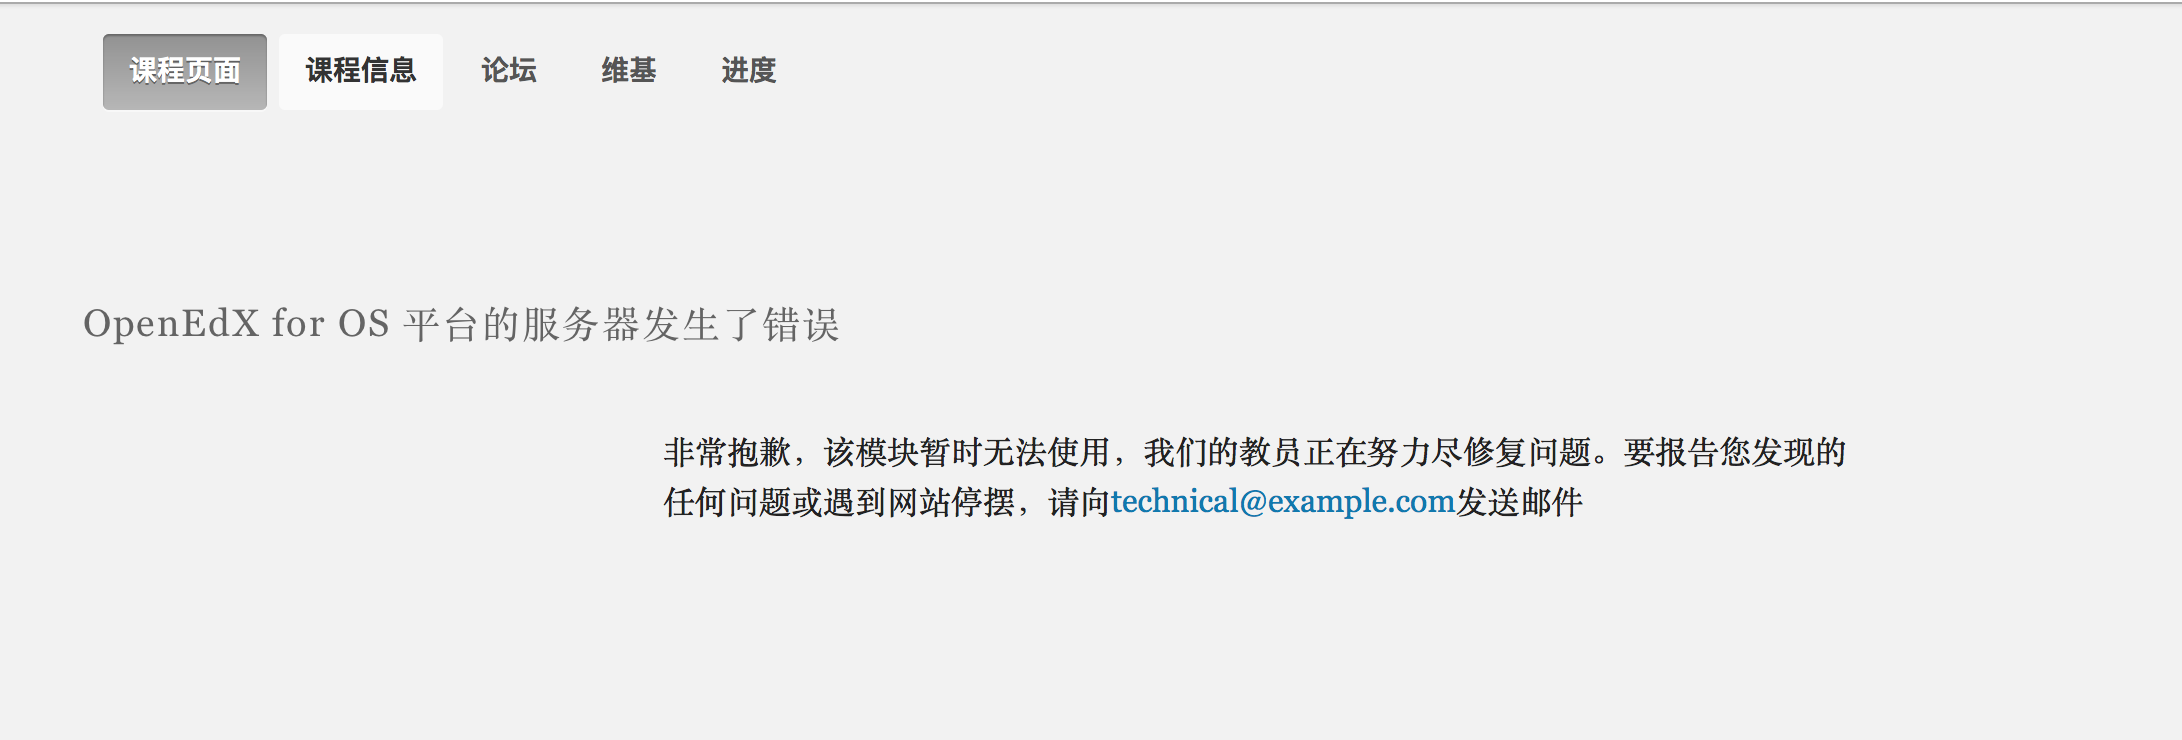 课程页面 课程信息 论坛 维基 进度
OpenEdX for OS 平台的服务器发生了错误
非常抱歉，该模块暂时无法使用，我们的教员正在努力尽修复问题。要报告您发现的
任何问题或遇到网站停摆，请向technical@example.com发送邮件